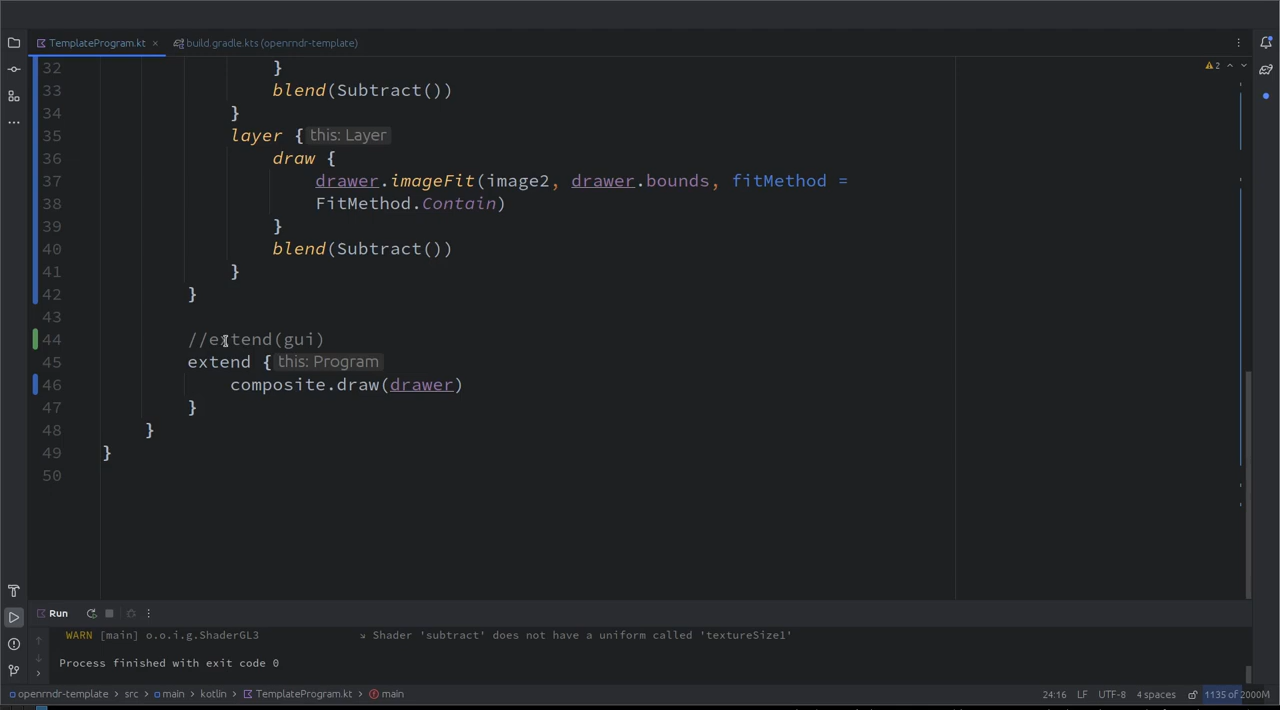 TemplateProgram.kt × build.gradle.kts (openrndr-template)
32 }
2
33 blend(Subtract())
34 }
35 layer { this: Layer
36 draw {
37 drawer.imageFit(image2, drawer.bounds, fitMethod =
38 FitMethod.Contain)
39 }
40 blend(Subtract())
41 }
42 }
43
44 //extend(gui)
45 extend { this: Program
46 composite.draw(drawer)
47 }
48 }
49 }
50
Run
WARN [main] o.o.i.g.ShaderGL3 ↘ Shader 'subtract' does not have a uniform called 'textureSize1'
Process finished with exit code 0
openrndr-template > src > main > kotlin > TemplateProgram.kt > main 24:16 LF UTF-8 4 spaces 1135 of 2000M